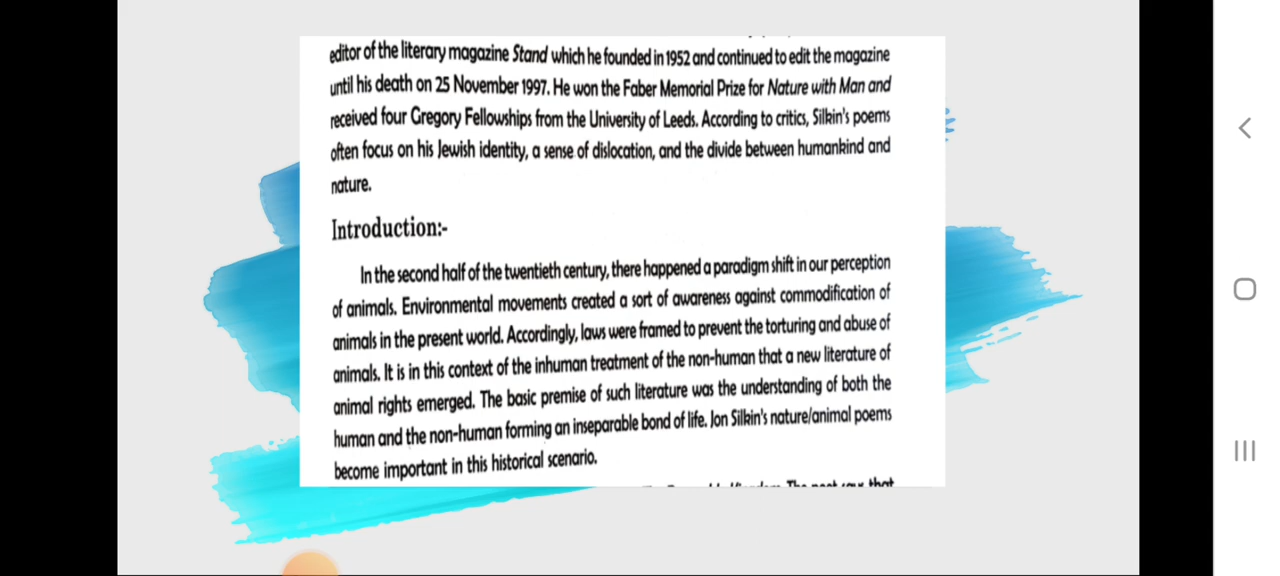 editor of the literary magazine Stand which he founded in 1952 and continued to edit the magazine
until his death on 25 November 1997. He won the Faber Memorial Prize for Nature with Man and
received four Gregory Fellowships from the University of Leeds. According to critics, Silkin's poems
often focus on his Jewish identity, a sense of dislocation, and the divide between humankind and
nature.
Introduction:-
In the second half of the twentieth century, there happened a paradigm shift in our perception
of animals. Environmental movements created a sort of awareness against commodification of
animals in the present world. Accordingly, laws were framed to prevent the torturing and abuse of
animals. It is in this context of the inhuman treatment of the non-human that a new literature of
animal rights emerged. The basic premise of such literature was the understanding of both the
human and the non-human forming an inseparable bond of life. Jon Silkin's nature/animal poems
become important in this historical scenario.
The poet says that